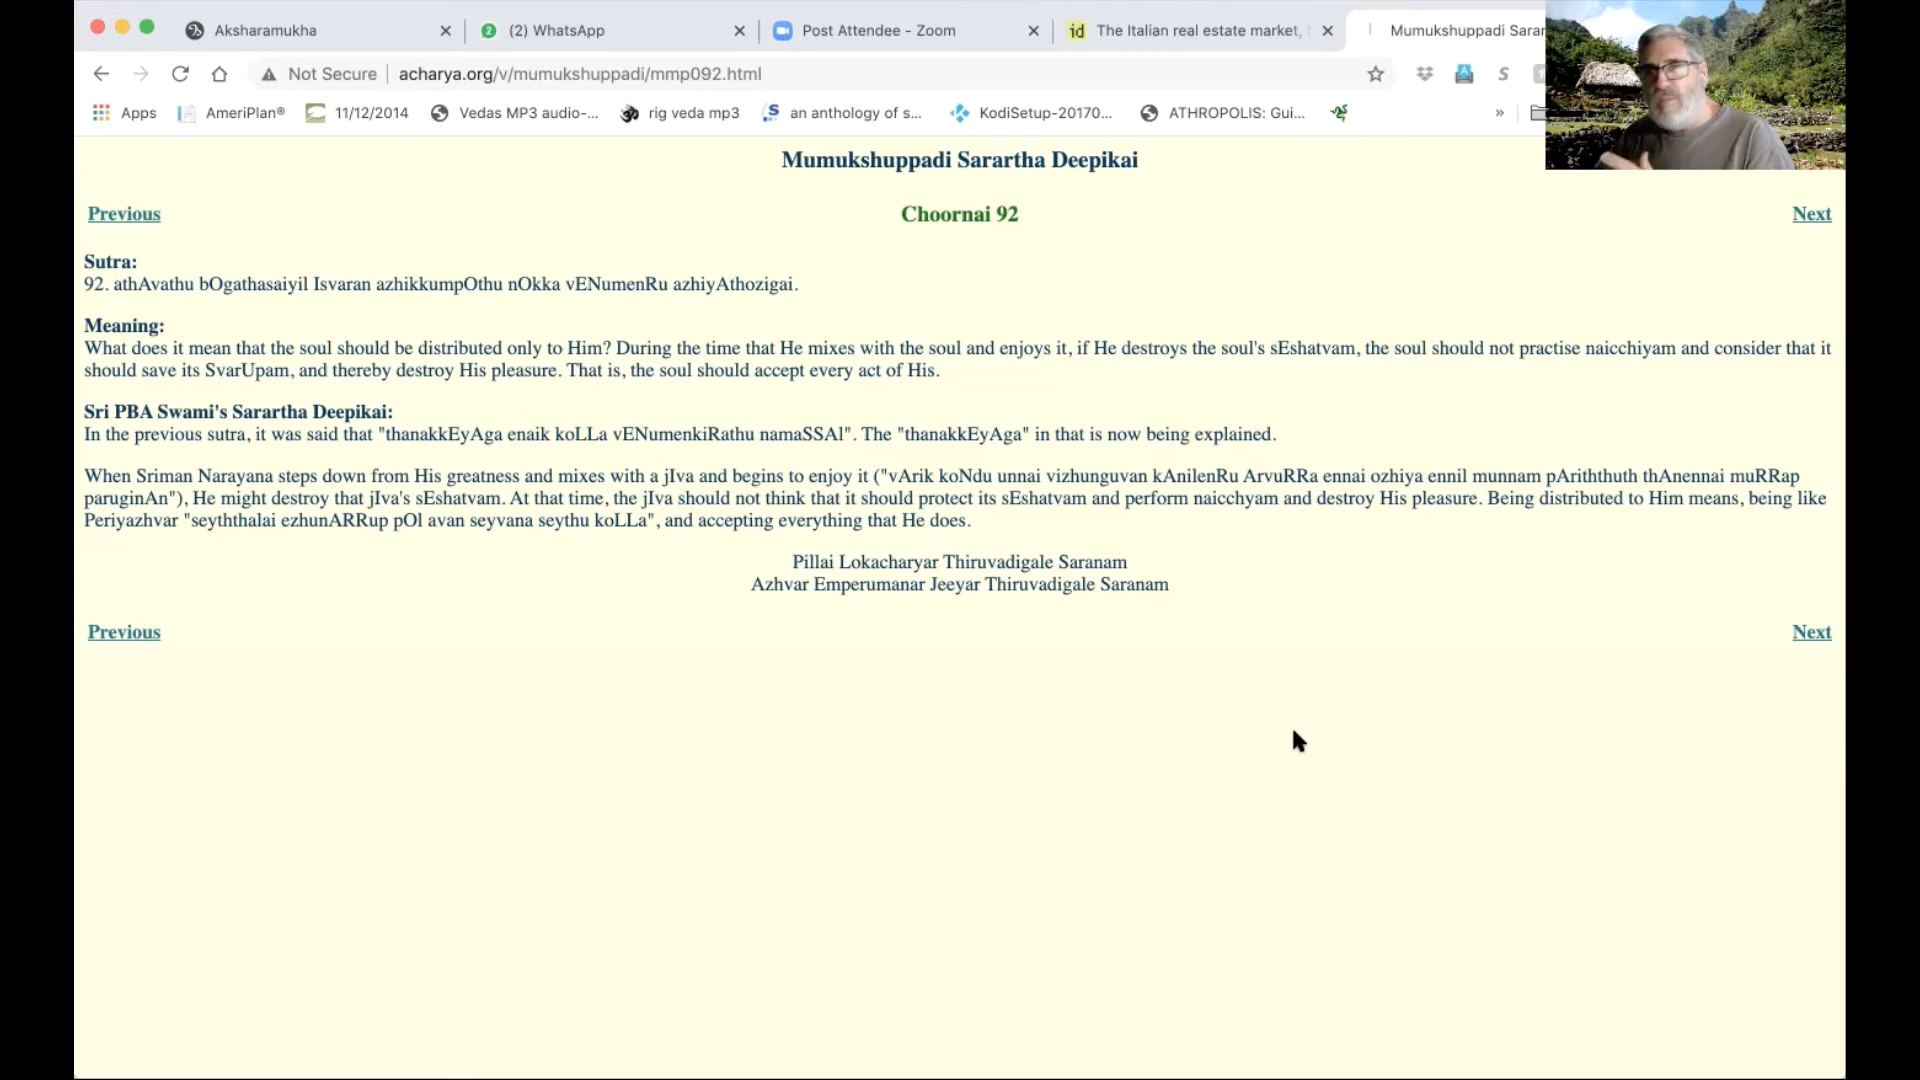 Aksharamukha
(2) WhatsApp
Post Attendee - Zoom
The Italian real estate market,
Mumukshuppadi Sarar
Not Secure
acharya.org/v/mumukshuppadi/mmp092.html
Apps
AmeriPlan®
11/12/2014
Vedas MP3 audio-...
rig veda mp3
an anthology of s...
KodiSetup-20170...
ATHROPOLIS: Gui...
»
Mumukshuppadi Sarartha Deepikai
Previous
Choornai 92
Next
Sutra:
92. athAvathu bOgathasaiyil Isvaran azhikkumpOthu nOkka vENumenRu azhiyAthozigai.
Meaning:
What does it mean that the soul should be distributed only to Him? During the time that He mixes with the soul and enjoys it, if He destroys the soul's sEshatvam, the soul should not practise naicchiyam and consider that it
should save its SvarUpam, and thereby destroy His pleasure. That is, the soul should accept every act of His.
Sri PBA Swami's Sarartha Deepikai:
In the previous sutra, it was said that "thanakkEyAga enaik koLLa vENumenkiRathu namaSSAl". The "thanakkEyAga" in that is now being explained.
When Sriman Narayana steps down from His greatness and mixes with a jIva and begins to enjoy it ("vArik koNdu unnai vizhunguvan kAnilenRu ArvuRRa ennai ozhiya ennil munnam pAriththuth thAnennai muRRap
paruginAn"), He might destroy that jIva's sEshatvam. At that time, the jIva should not think that it should protect its sEshatvam and perform naicchyam and destroy His pleasure. Being distributed to Him means, being like
Periyazhvar "seyththalai ezhunARRup pOl avan seyvana seythu koLLa", and accepting everything that He does.
Pillai Lokacharyar Thiruvadigale Saranam
Azhvar Emperumanar Jeeyar Thiruvadigale Saranam
Previous
Next